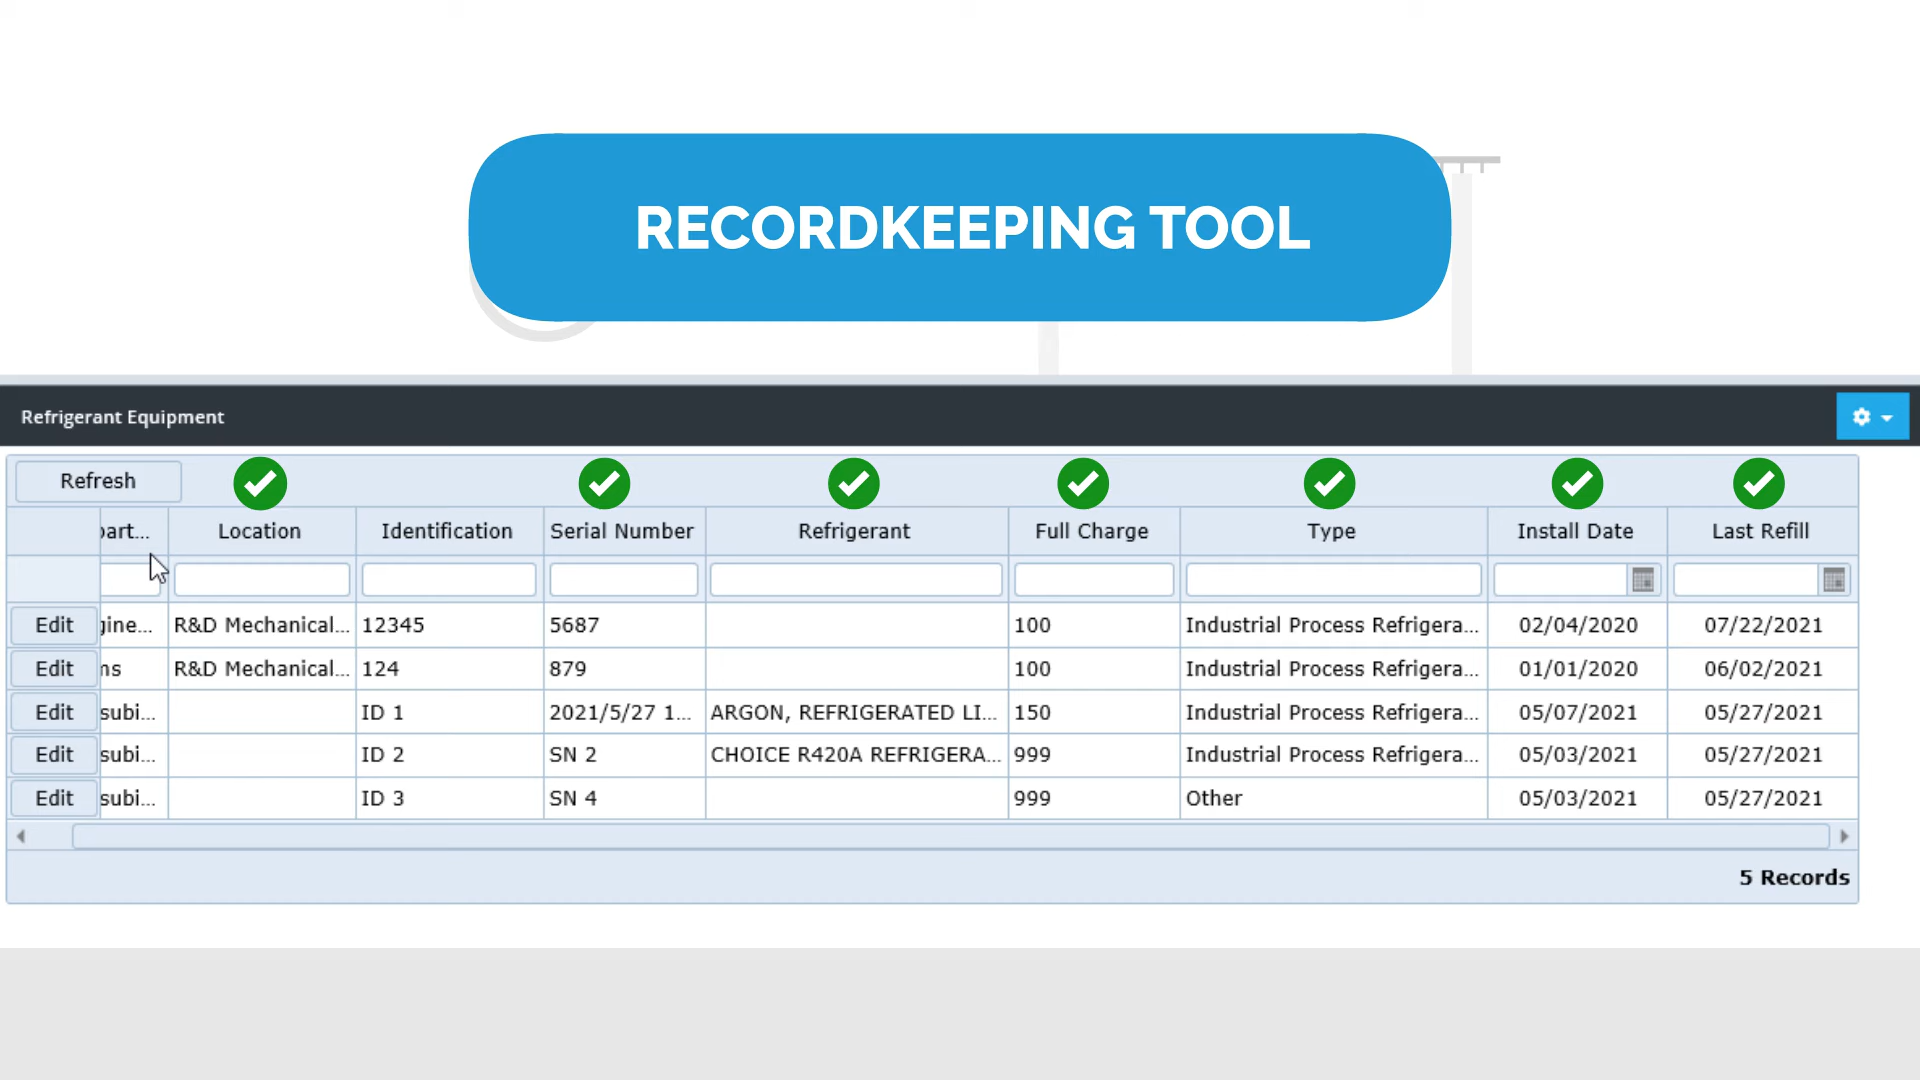 RECORDKEEPING TOOL
Refrigerant Equipment
Refresh
part... Location Identification Serial Number Refrigerant Full Charge Type Install Date Last Refill
Edit gine... R&D Mechanical... 12345 5687 100 Industrial Process Refrigera... 02/04/2020 07/22/2021
Edit ms R&D Mechanical... 124 879 100 Industrial Process Refrigera... 01/01/2020 06/02/2021
Edit subi... ID 1 2021/5/27 1... ARGON, REFRIGERATED LI... 150 Industrial Process Refrigera... 05/07/2021 05/27/2021
Edit subi... ID 2 SN 2 CHOICE R420A REFRIGERA... 999 Industrial Process Refrigera... 05/03/2021 05/27/2021
Edit subi... ID 3 SN 4 999 Other 05/03/2021 05/27/2021
5 Records